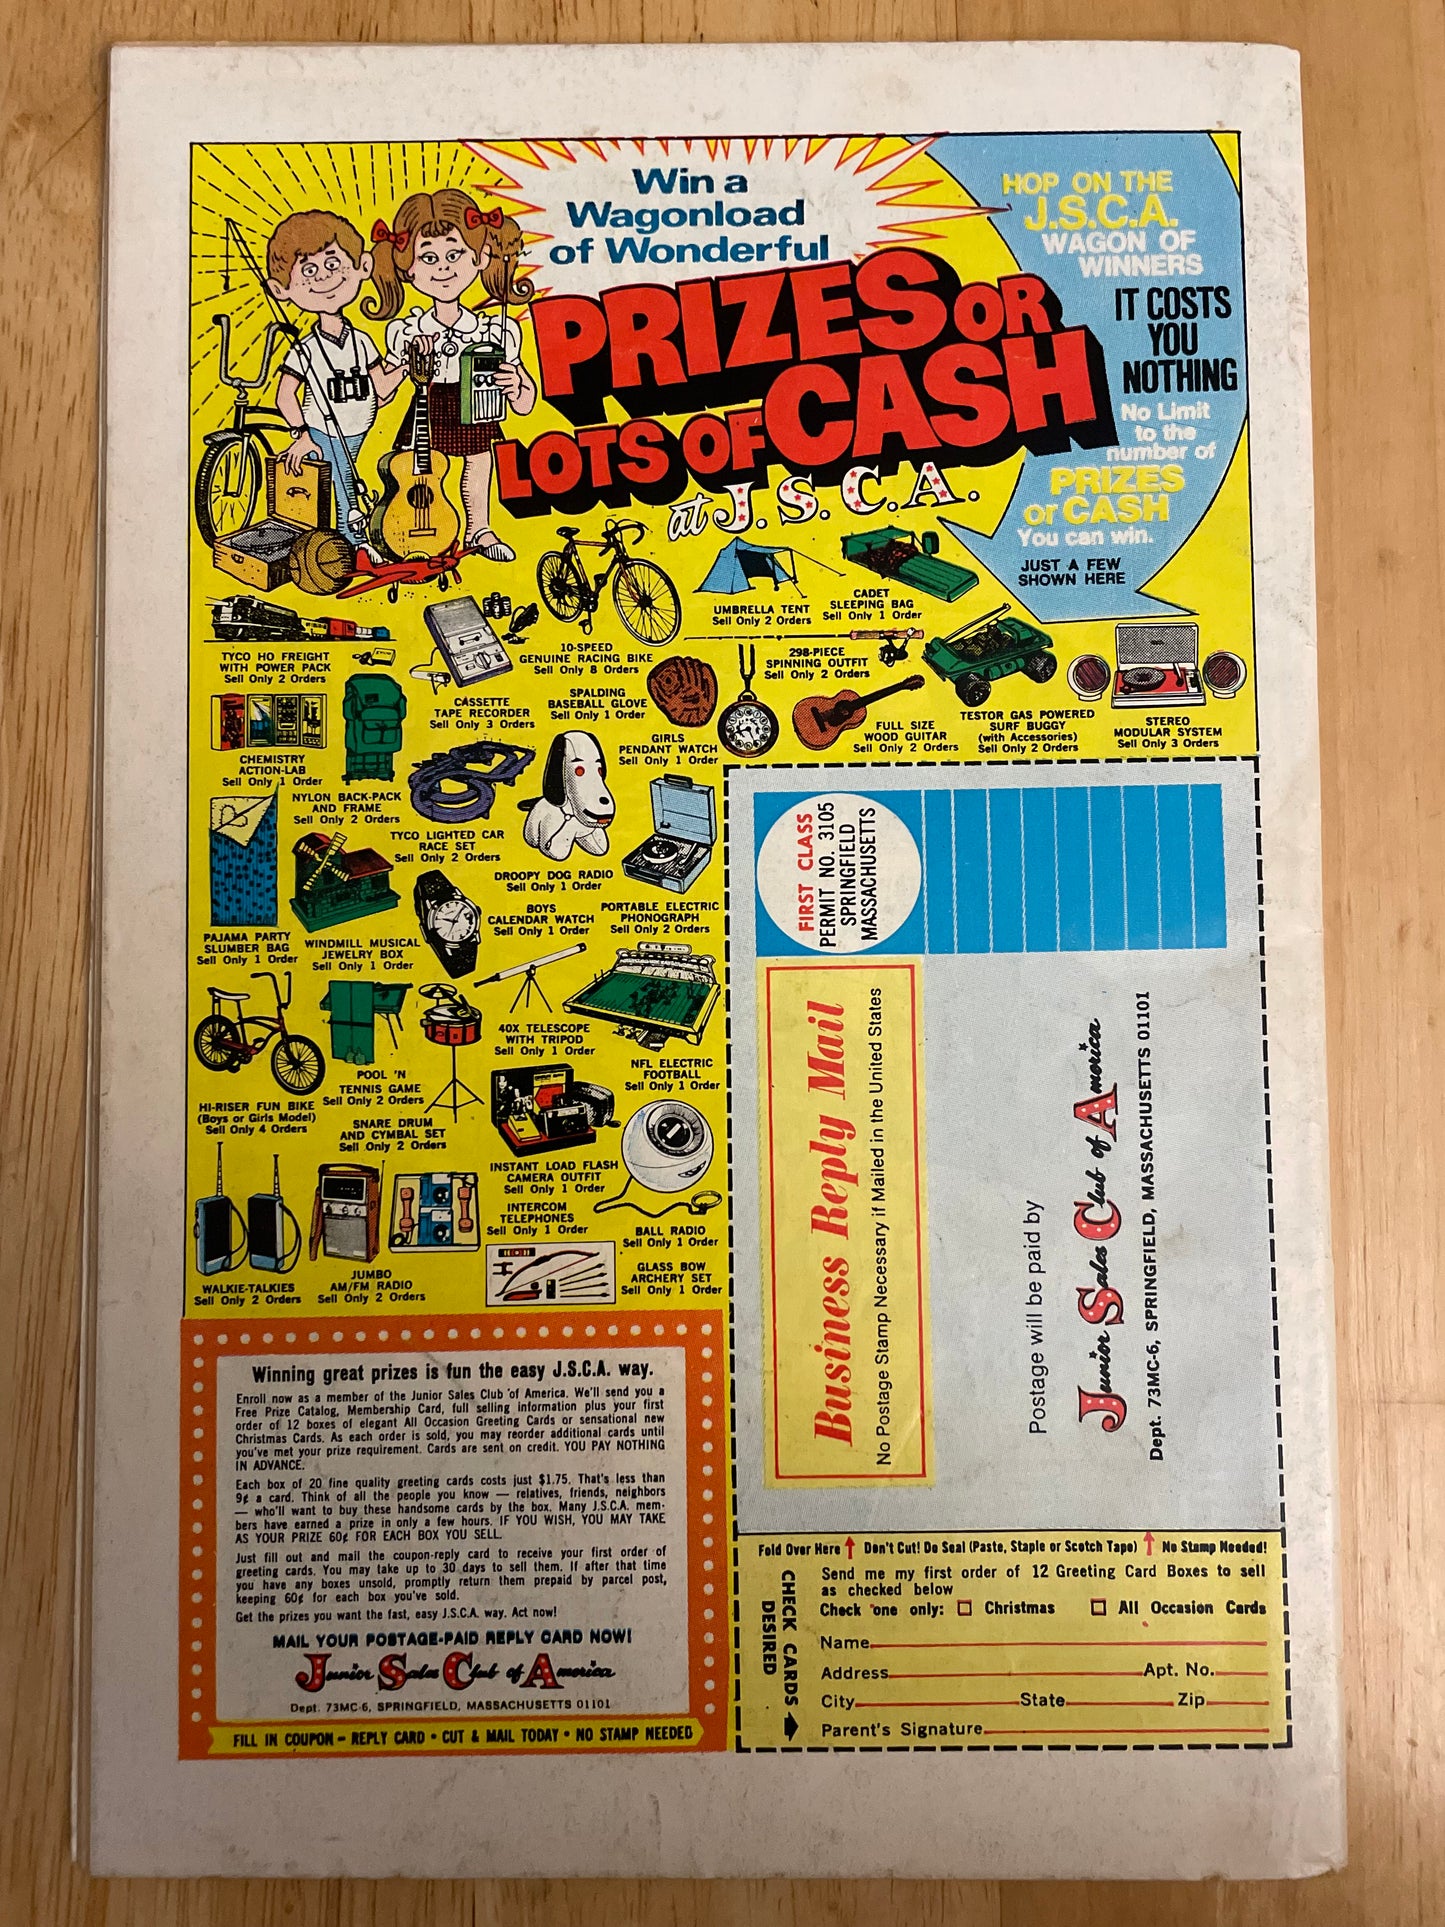 Win a
Wagonload
of Wonderful
PRIZES OR
LOTS OF CASH
at J.S.C.A.
HOP ON THE
J.S.C.A.
WAGON OF
WINNERS
IT COSTS
YOU
NOTHING
No Limit
to the
number of
PRIZES
or CASH
You can win.
JUST A FEW
SHOWN HERE
TYCO HO FREIGHT
WITH POWER PACK
Sell Only 2 Orders
CASSETTE
TAPE RECORDER
Sell Only 3 Orders
10-SPEED
GENUINE RACING BIKE
Sell Only 8 Orders
UMBRELLA TENT
Sell Only 2 Orders
CADET
SLEEPING BAG
Sell Only 1 Order
298-PIECE
SPINNING OUTFIT
Sell Only 2 Orders
SPALDING
BASEBALL GLOVE
Sell Only 1 Order
GIRLS
PENDANT WATCH
Sell Only 1 Order
FULL SIZE
WOOD GUITAR
Sell Only 2 Orders
TESTOR GAS POWERED
SURF BUGGY
(with Accessories)
Sell Only 2 Orders
STEREO
MODULAR SYSTEM
Sell Only 3 Orders
CHEMISTRY
ACTION-LAB
Sell Only 1 Order
NYLON BACK-PACK
AND FRAME
Sell Only 2 Orders
TYCO LIGHTED CAR
RACE SET
Sell Only 2 Orders
DROOPY DOG RADIO
Sell Only 1 Order
PORTABLE ELECTRIC
PHONOGRAPH
Sell Only 2 Orders
BOYS
CALENDAR WATCH
Sell Only 1 Order
PAJAMA PARTY
SLUMBER BAG
Sell Only 1 Order
WINDMILL MUSICAL
JEWELRY BOX
Sell Only 1 Order
40X TELESCOPE
WITH TRIPOD
Sell Only 1 Order
NFL ELECTRIC
FOOTBALL
Sell Only 1 Order
HI-RISER FUN BIKE
(Boys or Girls Model)
Sell Only 4 Orders
POOL 'N
TENNIS GAME
Sell Only 2 Orders
SNARE DRUM
AND CYMBAL SET
Sell Only 2 Orders
INSTANT LOAD FLASH
CAMERA OUTFIT
Sell Only 1 Order
INTERCOM
TELEPHONES
Sell Only 1 Order
BALL RADIO
Sell Only 1 Order
WALKIE-TALKIES
Sell Only 2 Orders
JUMBO
AM/FM RADIO
Sell Only 2 Orders
GLASS BOW
ARCHERY SET
Sell Only 1 Order
Winning great prizes is fun the easy J.S.C.A. way.
Enroll now as a member of the Junior Sales Club of America. We'll send you a
Free Prize Catalog, Membership Card, full selling information plus your first
order of 12 boxes of elegant All Occasion Greeting Cards or sensational new
Christmas Cards. As each order is sold, you may reorder additional cards until
you've met your prize requirement. Cards are sent on credit. YOU PAY NOTHING
IN ADVANCE.
Each box of 20 fine quality greeting cards costs just $1.75. That's less than
9¢ a card. Think of all the people you know — relatives, friends, neighbors
— who'll want to buy these handsome cards by the box. Many J.S.C.A. mem-
bers have earned a prize in only a few hours. IF YOU WISH, YOU MAY TAKE
AS YOUR PRIZE 60¢ FOR EACH BOX YOU SELL.
Just fill out and mail the coupon-reply card to receive your first order of
greeting cards. You may take up to 30 days to sell them. If after that time
you have any boxes unsold, promptly return them prepaid by parcel post,
keeping 60¢ for each box you've sold.
Get the prizes you want the fast, easy J.S.C.A. way. Act now!
MAIL YOUR POSTAGE-PAID REPLY CARD NOW!
Junior Sales Club of America
Dept. 73MC-6, SPRINGFIELD, MASSACHUSETTS 01101
FILL IN COUPON – REPLY CARD • CUT & MAIL TODAY • NO STAMP NEEDED
FIRST CLASS
PERMIT NO. 3105
SPRINGFIELD
MASSACHUSETTS
Business Reply Mail
No Postage Stamp Necessary if Mailed in the United States
Postage will be paid by
Junior Sales Club of America
Dept. 73MC-6, SPRINGFIELD, MASSACHUSETTS 01101
Fold Over Here ↑ Don't Cut! Do Seal (Paste, Staple or Scotch Tape) ↑ No Stamp Needed!
CHECK CARDS
DESIRED
Send me my first order of 12 Greeting Card Boxes to sell
as checked below
Check one only: ☐ Christmas ☐ All Occasion Cards
Name
Address Apt. No.
City State Zip
Parent's Signature